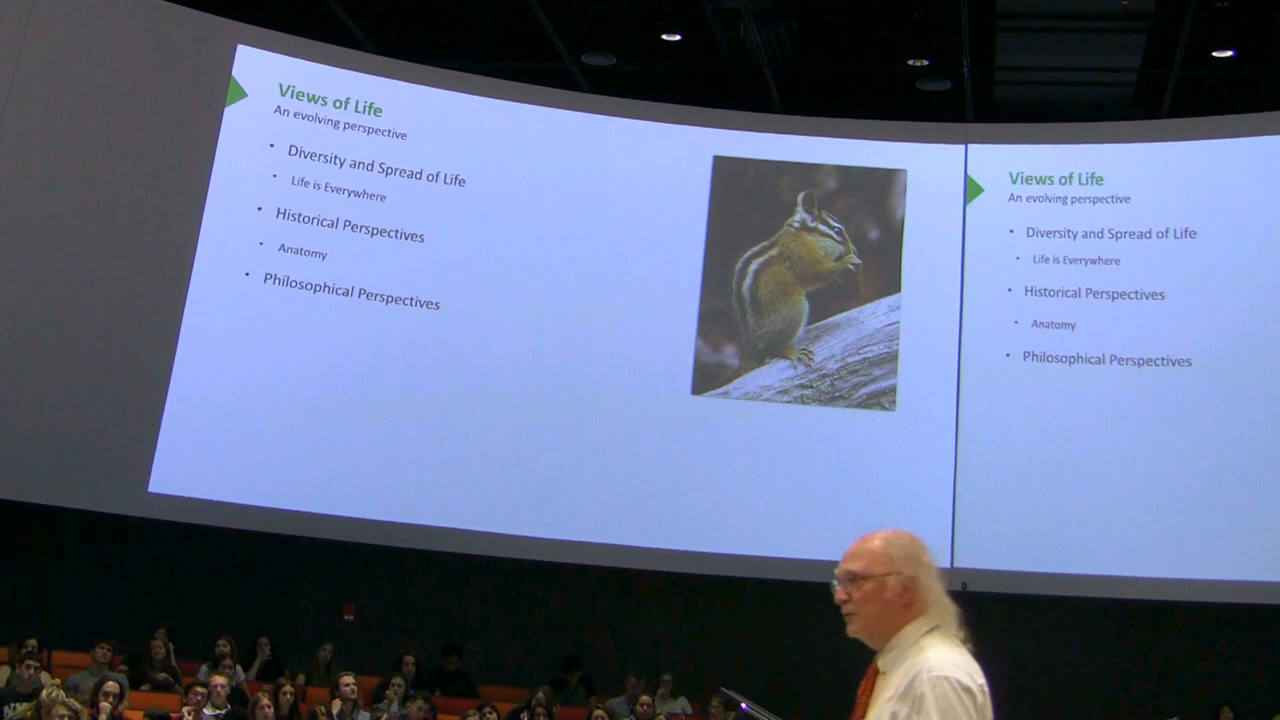 Views of Life
An evolving perspective
• Diversity and Spread of Life
• Life is Everywhere
• Historical Perspectives
• Anatomy
• Philosophical Perspectives
Views of Life
An evolving perspective
• Diversity and Spread of Life
• Life is Everywhere
• Historical Perspectives
• Anatomy
• Philosophical Perspectives